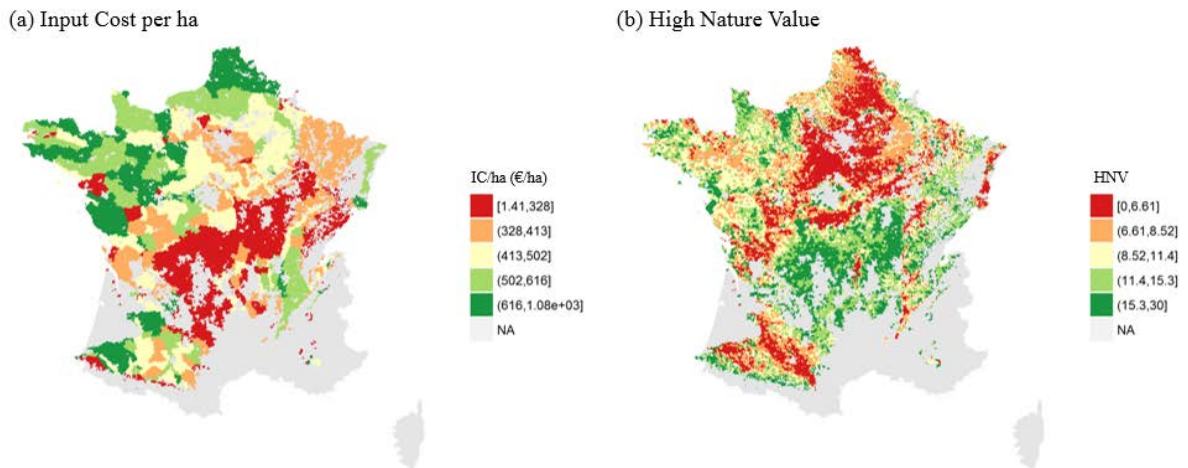 (a) Input Cost per ha
(b) High Nature Value
IC/ha (€/ha)
[1.41,328]
(328,413]
(413,502]
(502,616]
(616,1.08e+03]
NA
HNV
[0,6.61]
(6.61,8.52]
(8.52,11.4]
(11.4,15.3]
(15.3,30]
NA